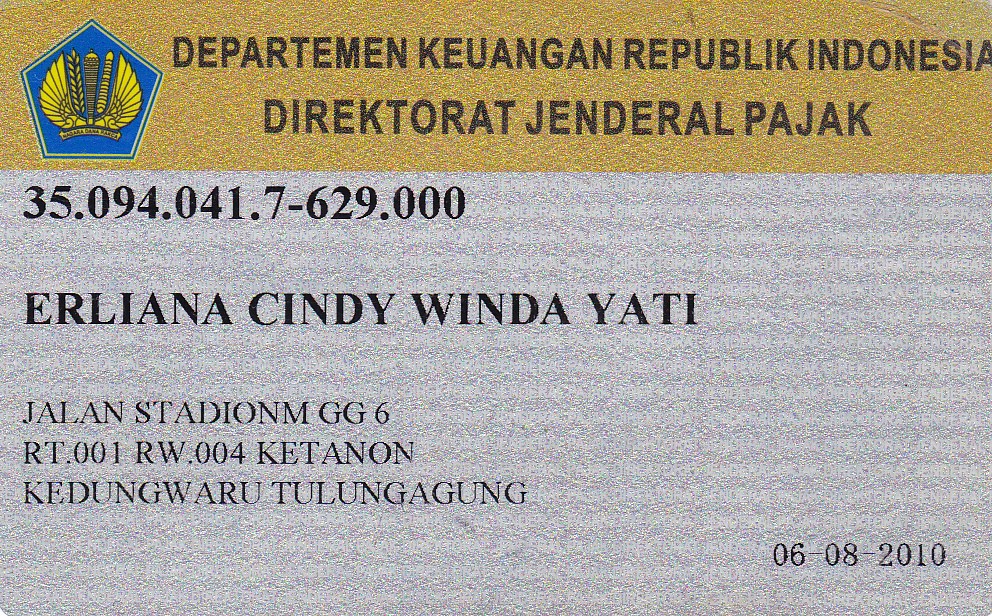 DEPARTEMEN KEUANGAN REPUBLIK INDONESIA
DIREKTORAT JENDERAL PAJAK
NAGARA DANA RAKCA
35.094.041.7-629.000
ERLIANA CINDY WINDA YATI
JALAN STADIONM GG 6
RT.001 RW.004 KETANON
KEDUNGWARU TULUNGAGUNG
06-08-2010